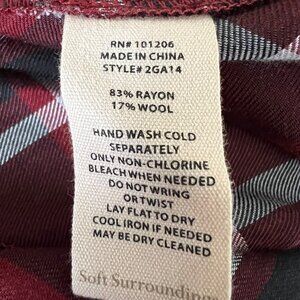 RN# 101206
MADE IN CHINA
STYLE# 2GA14
83% RAYON
17% WOOL
HAND WASH COLD
SEPARATELY
ONLY NON-CHLORINE
BLEACH WHEN NEEDED
DO NOT WRING
OR TWIST
LAY FLAT TO DRY
COOL IRON IF NEEDED
MAY BE DRY CLEANED
Soft Surroundin